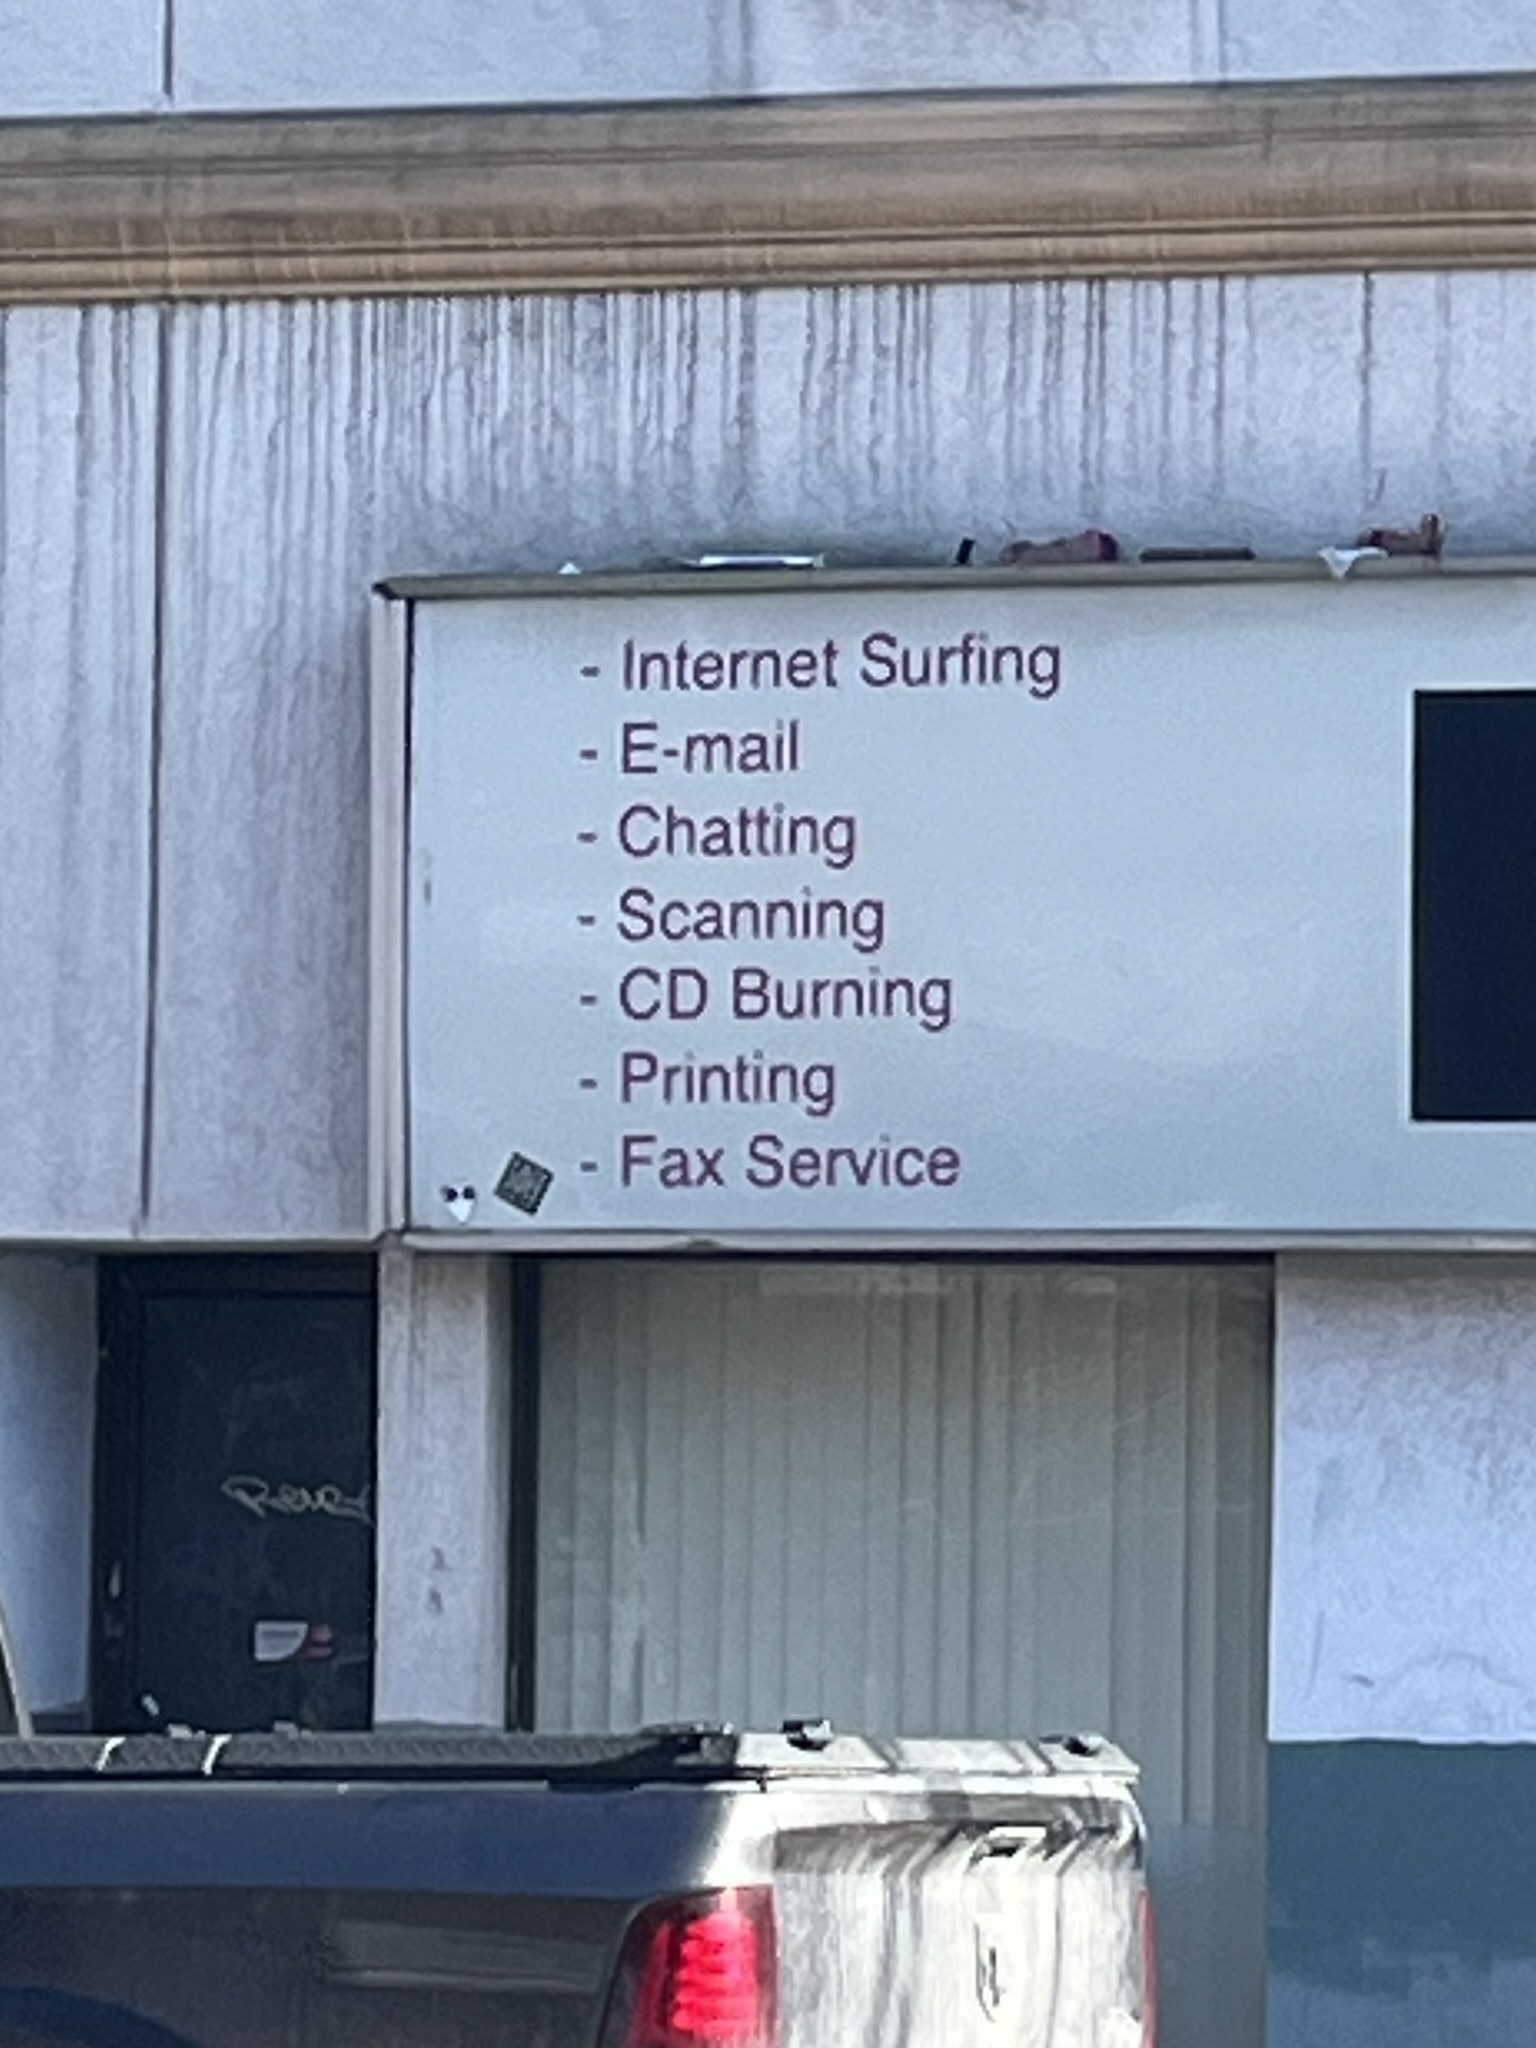 - Internet Surfing
- E-mail
- Chatting
- Scanning
- CD Burning
- Printing
- Fax Service